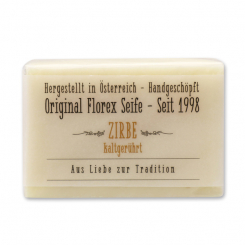 Hergestellt in Österreich - Handgeschöpft
Original Florex Seife - Seit 1998
ZIRBE
kaltgerührt
Aus Liebe zur Tradition